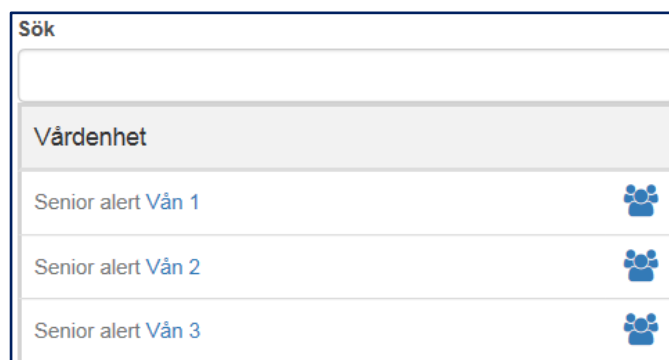 Sök
Vårdenhet
Senior alert Vån 1
Senior alert Vån 2
Senior alert Vån 3